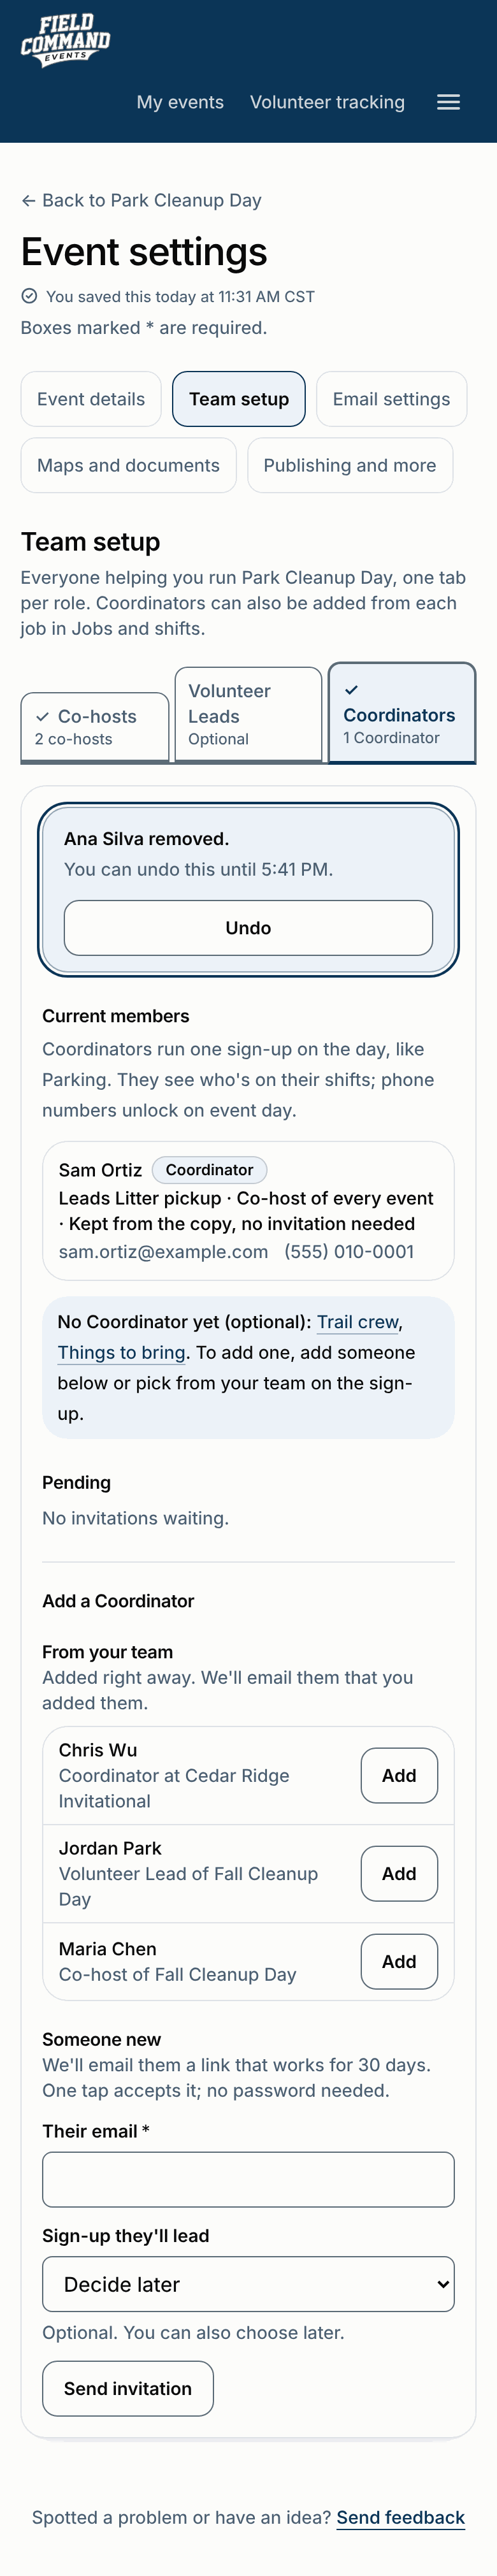 FIELD
COMMAND
EVENTS
My events Volunteer tracking
← Back to Park Cleanup Day
Event settings
You saved this today at 11:31 AM CST
Boxes marked * are required.
Event details Team setup Email settings
Maps and documents Publishing and more
Team setup
Everyone helping you run Park Cleanup Day, one tab
per role. Coordinators can also be added from each
job in Jobs and shifts.
✓ Co-hosts
2 co-hosts
Volunteer
Leads
Optional
✓
Coordinators
1 Coordinator
Ana Silva removed.
You can undo this until 5:41 PM.
Undo
Current members
Coordinators run one sign-up on the day, like
Parking. They see who's on their shifts; phone
numbers unlock on event day.
Sam Ortiz Coordinator
Leads Litter pickup · Co-host of every event
· Kept from the copy, no invitation needed
sam.ortiz@example.com (555) 010-0001
No Coordinator yet (optional): Trail crew,
Things to bring. To add one, add someone
below or pick from your team on the sign-
up.
Pending
No invitations waiting.
Add a Coordinator
From your team
Added right away. We'll email them that you
added them.
Chris Wu
Coordinator at Cedar Ridge
Invitational
Add
Jordan Park
Volunteer Lead of Fall Cleanup
Day
Add
Maria Chen
Co-host of Fall Cleanup Day
Add
Someone new
We'll email them a link that works for 30 days.
One tap accepts it; no password needed.
Their email *
Sign-up they'll lead
Decide later
Optional. You can also choose later.
Send invitation
Spotted a problem or have an idea? Send feedback